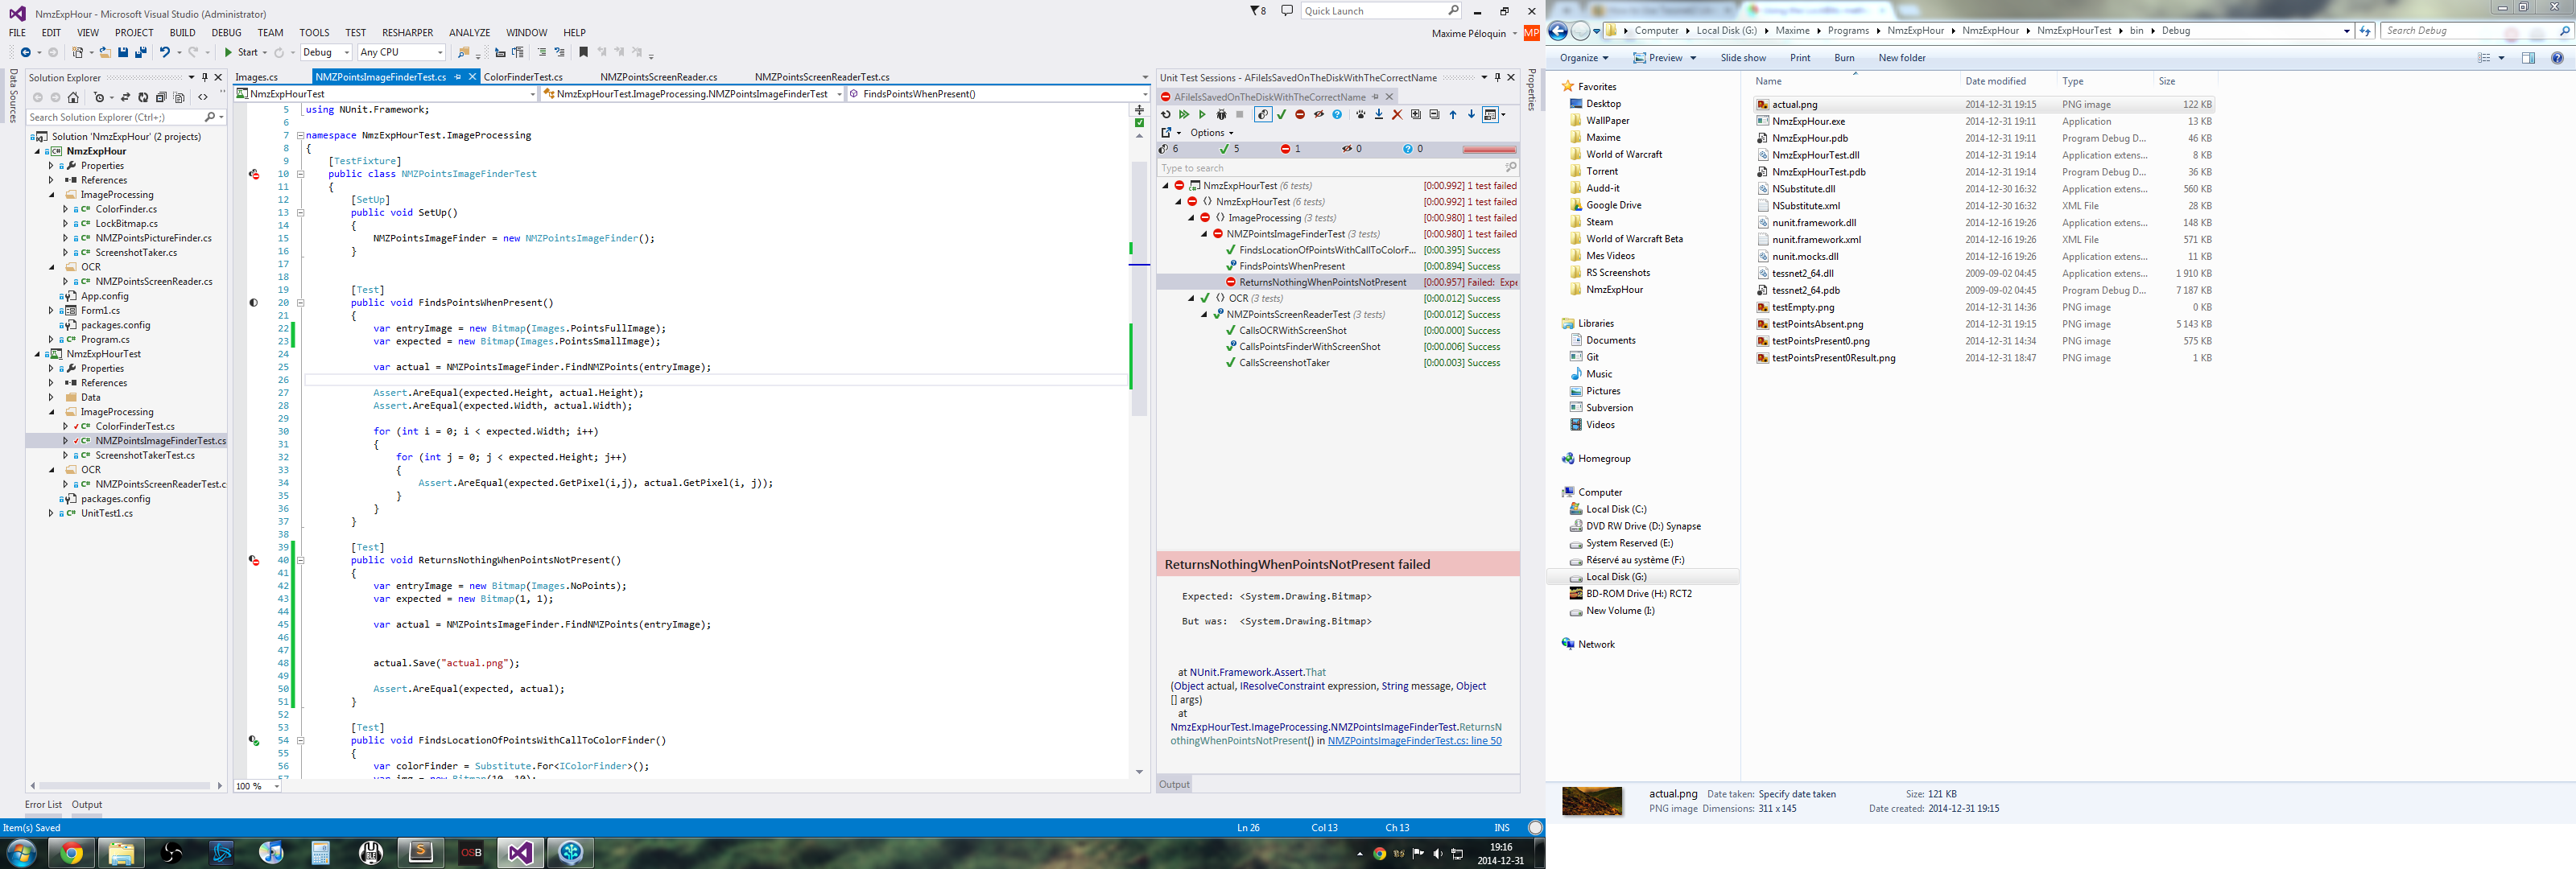 NmzExpHour - Microsoft Visual Studio (Administrator)
8
Quick Launch
FILE EDIT VIEW PROJECT BUILD DEBUG TEAM TOOLS TEST RESHARPER ANALYZE WINDOW HELP
Maxime Péloquin
MP
Start
Debug
Any CPU
Data Sources
Solution Explorer
Search Solution Explorer (Ctrl+;)
Solution 'NmzExpHour' (2 projects)
NmzExpHour
Properties
References
ImageProcessing
ColorFinder.cs
LockBitmap.cs
NMZPointsPictureFinder.cs
ScreenshotTaker.cs
OCR
NMZPointsScreenReader.cs
App.config
Form1.cs
packages.config
Program.cs
NmzExpHourTest
Properties
References
Data
ImageProcessing
ColorFinderTest.cs
NMZPointsImageFinderTest.cs
ScreenshotTakerTest.cs
OCR
NMZPointsScreenReaderTest.c
packages.config
UnitTest1.cs
Error List Output
Images.cs NMZPointsImageFinderTest.cs ColorFinderTest.cs NMZPointsScreenReader.cs NMZPointsScreenReaderTest.cs
NmzExpHourTest NmzExpHourTest.ImageProcessing.NMZPointsImageFinderTest FindsPointsWhenPresent()
5 using NUnit.Framework;
6
7 namespace NmzExpHourTest.ImageProcessing
8 {
9 [TestFixture]
10 public class NMZPointsImageFinderTest
11 {
12 [SetUp]
13 public void SetUp()
14 {
15 NMZPointsImageFinder = new NMZPointsImageFinder();
16 }
17
18
19 [Test]
20 public void FindsPointsWhenPresent()
21 {
22 var entryImage = new Bitmap(Images.PointsFullImage);
23 var expected = new Bitmap(Images.PointsSmallImage);
24
25 var actual = NMZPointsImageFinder.FindNMZPoints(entryImage);
26
27 Assert.AreEqual(expected.Height, actual.Height);
28 Assert.AreEqual(expected.Width, actual.Width);
29
30 for (int i = 0; i < expected.Width; i++)
31 {
32 for (int j = 0; j < expected.Height; j++)
33 {
34 Assert.AreEqual(expected.GetPixel(i,j), actual.GetPixel(i, j));
35 }
36 }
37 }
38
39 [Test]
40 public void ReturnsNothingWhenPointsNotPresent()
41 {
42 var entryImage = new Bitmap(Images.NoPoints);
43 var expected = new Bitmap(1, 1);
44
45 var actual = NMZPointsImageFinder.FindNMZPoints(entryImage);
46
47
48 actual.Save("actual.png");
49
50 Assert.AreEqual(expected, actual);
51 }
52
53 [Test]
54 public void FindsLocationOfPointsWithCallToColorFinder()
55 {
56 var colorFinder = Substitute.For<IColorFinder>();
57 var img = new Bitmap(10, 10);
100 %
Unit Test Sessions - AFileIsSavedOnTheDiskWithTheCorrectName
AFileIsSavedOnTheDiskWithTheCorrectName
Options
6 5 1 0 0
Type to search
NmzExpHourTest (6 tests) [0:00.992] 1 test failed
NmzExpHourTest (6 tests) [0:00.992] 1 test failed
ImageProcessing (3 tests) [0:00.980] 1 test failed
NMZPointsImageFinderTest (3 tests) [0:00.980] 1 test failed
FindsLocationOfPointsWithCallToColorF... [0:00.395] Success
FindsPointsWhenPresent [0:00.894] Success
ReturnsNothingWhenPointsNotPresent [0:00.957] Failed: Expe
OCR (3 tests) [0:00.012] Success
NMZPointsScreenReaderTest (3 tests) [0:00.012] Success
CallsOCRWithScreenShot [0:00.000] Success
CallsPointsFinderWithScreenShot [0:00.006] Success
CallsScreenshotTaker [0:00.003] Success
ReturnsNothingWhenPointsNotPresent failed
Expected: <System.Drawing.Bitmap>
But was: <System.Drawing.Bitmap>
at NUnit.Framework.Assert.That
(Object actual, IResolveConstraint expression, String message, Object
[] args)
at
NmzExpHourTest.ImageProcessing.NMZPointsImageFinderTest.ReturnsN
othingWhenPointsNotPresent() in NMZPointsImageFinderTest.cs: line 50
Output
Properties
Item(s) Saved
Ln 26 Col 13 Ch 13 INS
OSB
19:16
2014-12-31
Computer Local Disk (G:) Maxime Programs NmzExpHour NmzExpHour NmzExpHourTest bin Debug
Search Debug
Organize Preview Slide show Print Burn New folder
Favorites
Desktop
WallPaper
Maxime
World of Warcraft
Torrent
Audd-it
Google Drive
Steam
World of Warcraft Beta
Mes Videos
RS Screenshots
NmzExpHour
Libraries
Documents
Git
Music
Pictures
Subversion
Videos
Homegroup
Computer
Local Disk (C:)
DVD RW Drive (D:) Synapse
System Reserved (E:)
Réservé au système (F:)
Local Disk (G:)
BD-ROM Drive (H:) RCT2
New Volume (I:)
Network
Name Date modified Type Size
actual.png 2014-12-31 19:15 PNG image 122 KB
NmzExpHour.exe 2014-12-31 19:11 Application 13 KB
NmzExpHour.pdb 2014-12-31 19:11 Program Debug D... 46 KB
NmzExpHourTest.dll 2014-12-31 19:14 Application extens... 8 KB
NmzExpHourTest.pdb 2014-12-31 19:14 Program Debug D... 36 KB
NSubstitute.dll 2014-12-30 16:32 Application extens... 560 KB
NSubstitute.xml 2014-12-30 16:32 XML File 28 KB
nunit.framework.dll 2014-12-16 19:26 Application extens... 148 KB
nunit.framework.xml 2014-12-16 19:26 XML File 571 KB
nunit.mocks.dll 2014-12-16 19:26 Application extens... 11 KB
tessnet2_64.dll 2009-09-02 04:45 Application extens... 1 910 KB
tessnet2_64.pdb 2009-09-02 04:45 Program Debug D... 7 187 KB
testEmpty.png 2014-12-31 14:36 PNG image 0 KB
testPointsAbsent.png 2014-12-31 19:15 PNG image 5 143 KB
testPointsPresent0.png 2014-12-31 14:34 PNG image 575 KB
testPointsPresent0Result.png 2014-12-31 18:47 PNG image 1 KB
actual.png Date taken: Specify date taken Size: 121 KB
PNG image Dimensions: 311 x 145 Date created: 2014-12-31 19:15